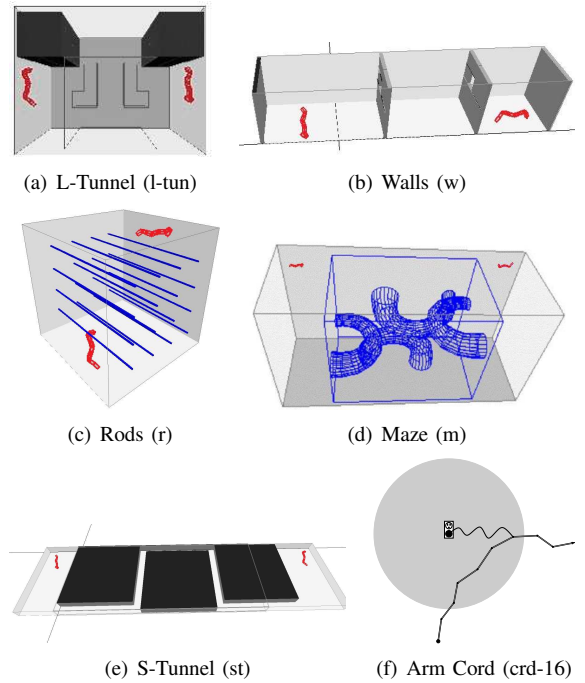 (a) L-Tunnel (l-tun)
(b) Walls (w)
(c) Rods (r)
(d) Maze (m)
(e) S-Tunnel (st)
(f) Arm Cord (crd-16)